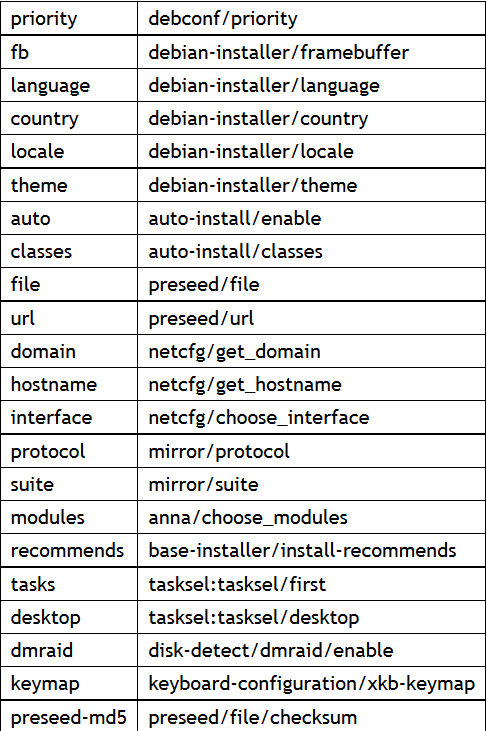 priority debconf/priority
fb debian-installer/framebuffer
language debian-installer/language
country debian-installer/country
locale debian-installer/locale
theme debian-installer/theme
auto auto-install/enable
classes auto-install/classes
file preseed/file
url preseed/url
domain netcfg/get_domain
hostname netcfg/get_hostname
interface netcfg/choose_interface
protocol mirror/protocol
suite mirror/suite
modules anna/choose_modules
recommends base-installer/install-recommends
tasks tasksel:tasksel/first
desktop tasksel:tasksel/desktop
dmraid disk-detect/dmraid/enable
keymap keyboard-configuration/xkb-keymap
preseed-md5 preseed/file/checksum